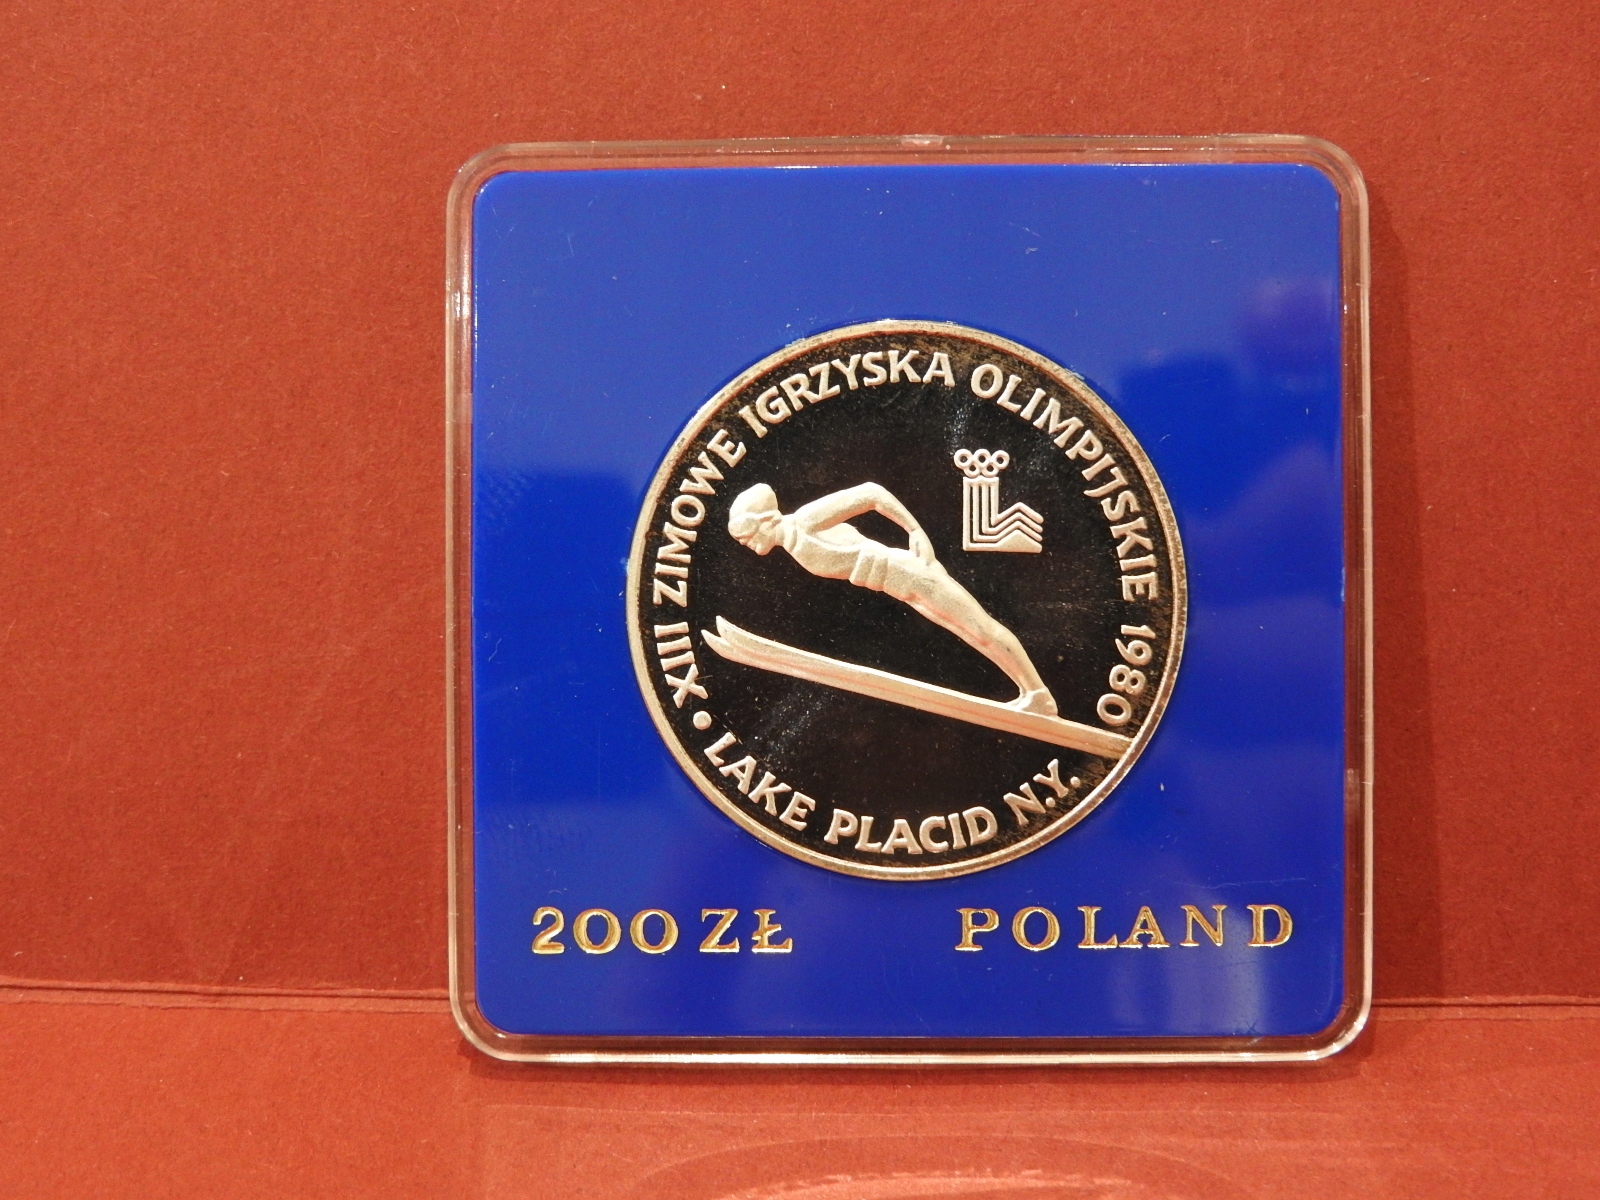 XIII ZIMOWE IGRZYSKA OLIMPIJSKIE 1980
• LAKE PLACID N.Y.
200 ZŁ POLAND